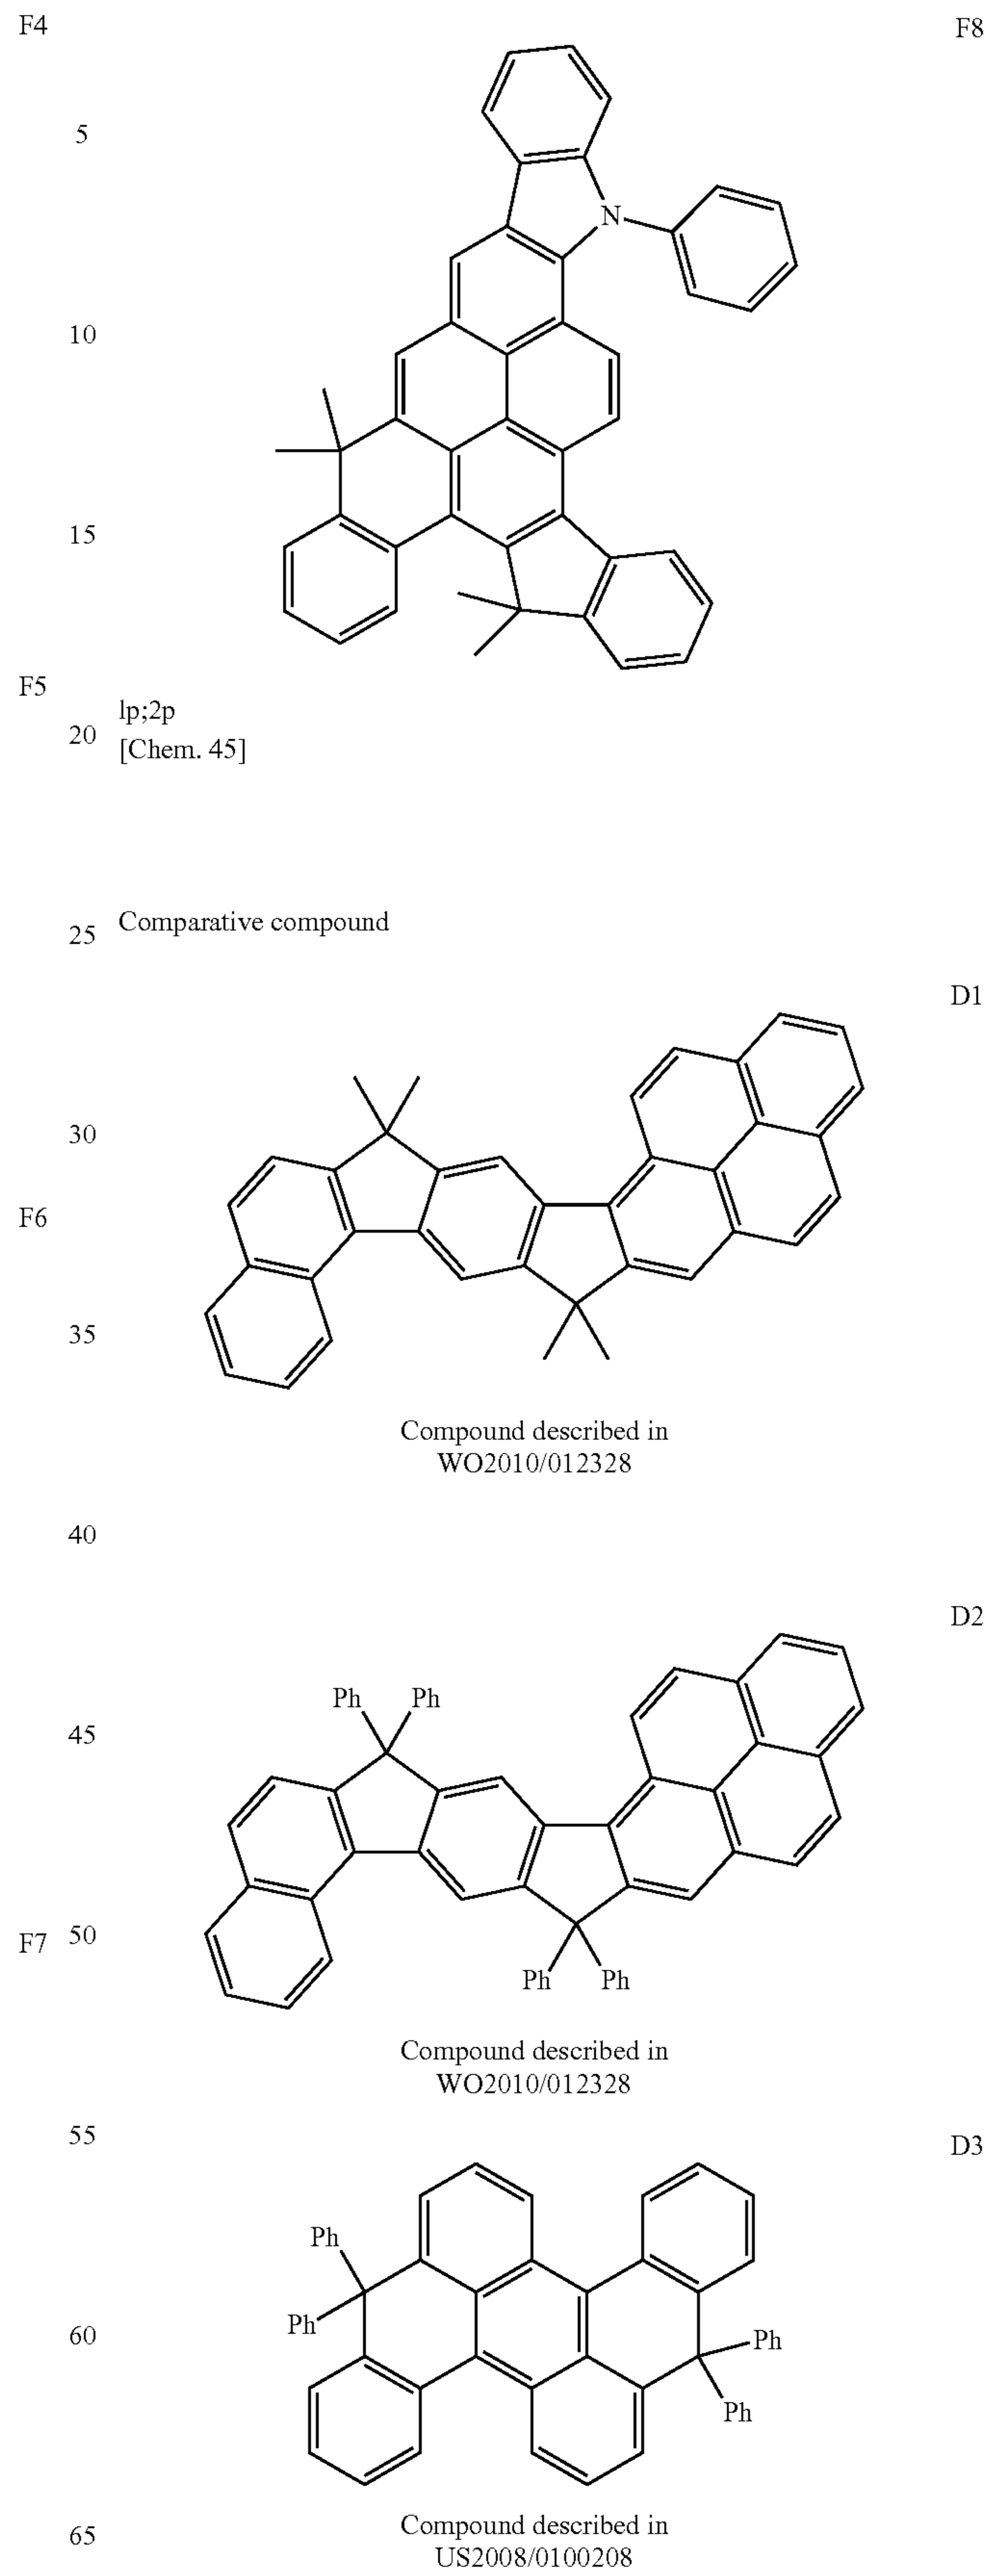 F4
F8
5
N
10
15
F5
lp;2p
20
[Chem. 45]
25
Comparative compound
D1
30
F6
35
Compound described in
WO2010/012328
40
D2
Ph Ph
45
F7
50
Ph Ph
Compound described in
WO2010/012328
55
D3
Ph
Ph
60
Ph
Ph
Compound described in
65
US2008/0100208